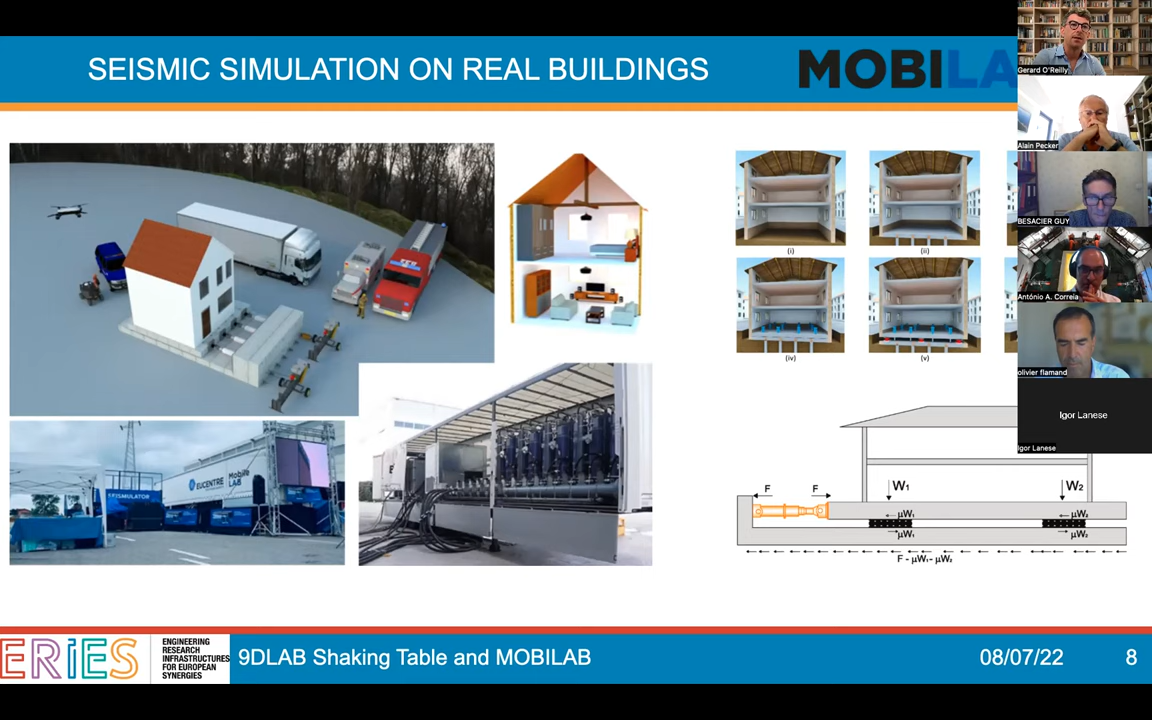 SEISMIC SIMULATION ON REAL BUILDINGS
MOBILA
Gerard O'Reilly
Alain Pecker
BESACIER GUY
António A. Correia
olivier flamand
Igor Lanese
Igor Lanese
(i)
(ii)
(iv)
(v)
EUCENTRE
Mobile
LAB
F
F
W₁
W₂
μW₁
μW₂
μW₁
μW₂
F - μW₁ - μW₂
ERIES
ENGINEERING
RESEARCH
INFRASTRUCTURES
FOR EUROPEAN
SYNERGIES
9DLAB Shaking Table and MOBILAB
08/07/22
8